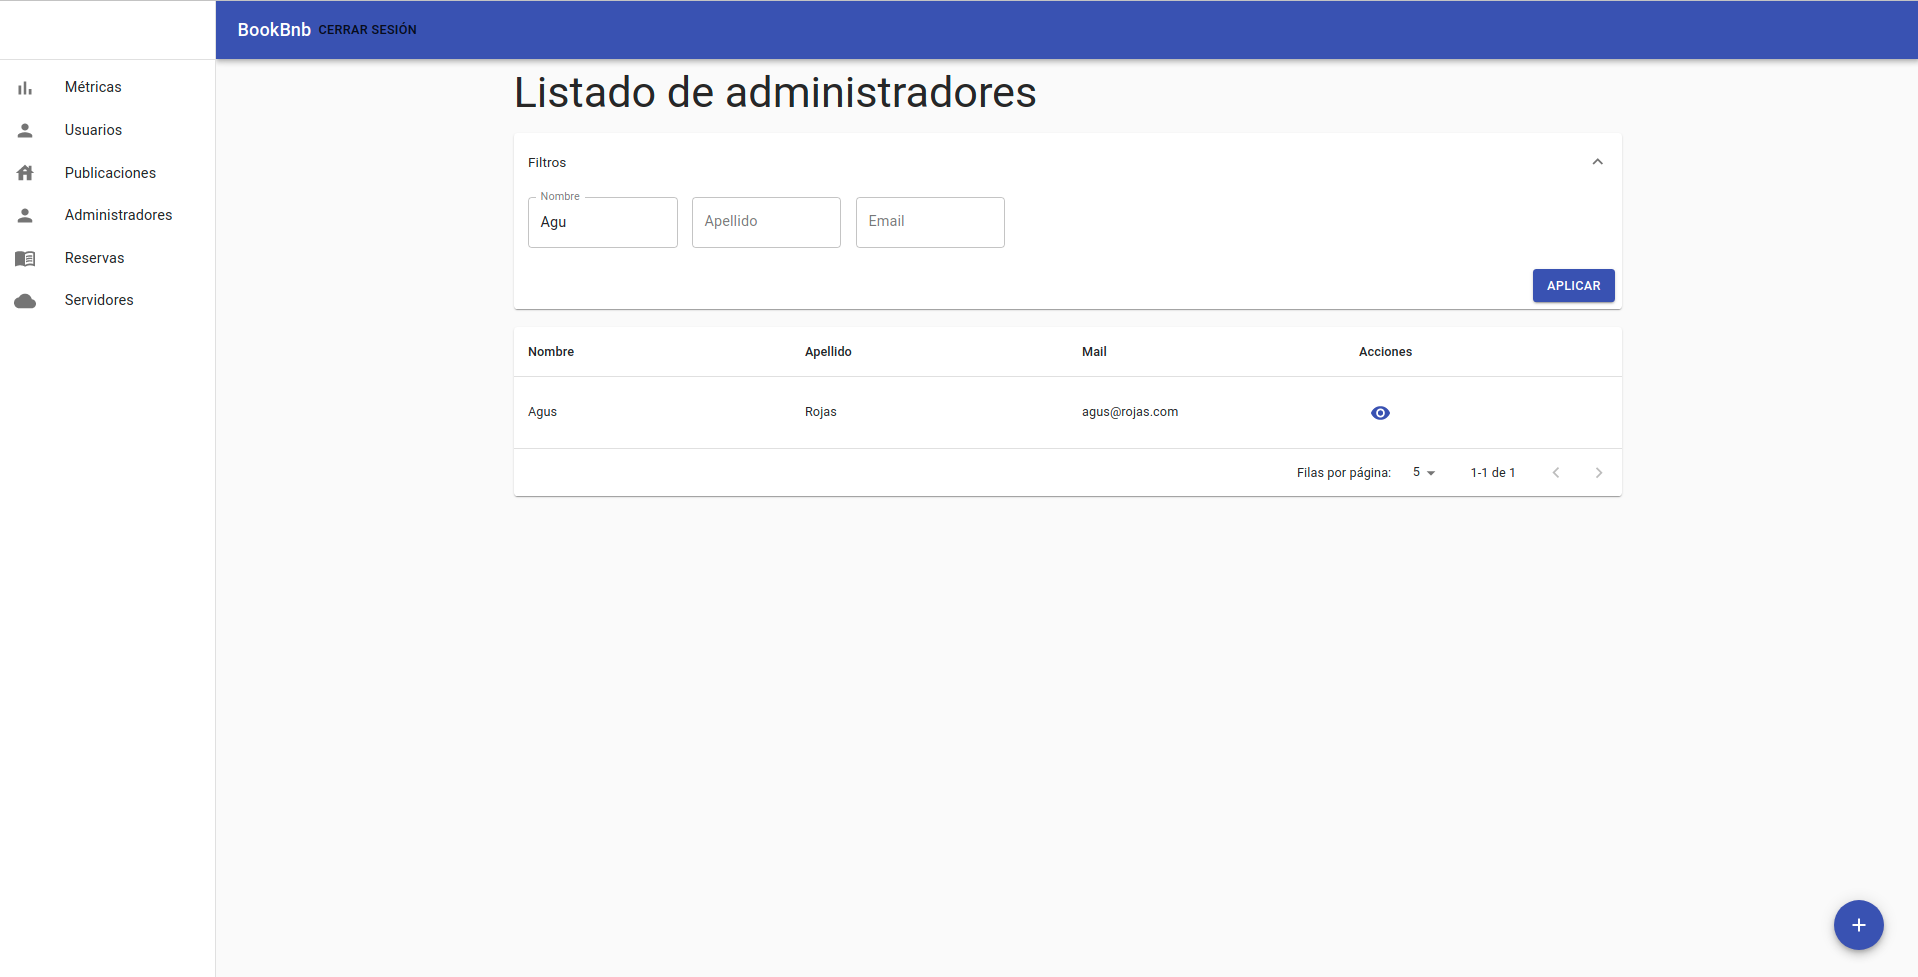 BookBnb CERRAR SESIÓN
Métricas
Usuarios
Publicaciones
Administradores
Reservas
Servidores
Listado de administradores
Filtros
Nombre
Agu
Apellido
Email
APLICAR
Nombre Apellido Mail Acciones
Agus Rojas agus@rojas.com
Filas por página: 5 1-1 de 1